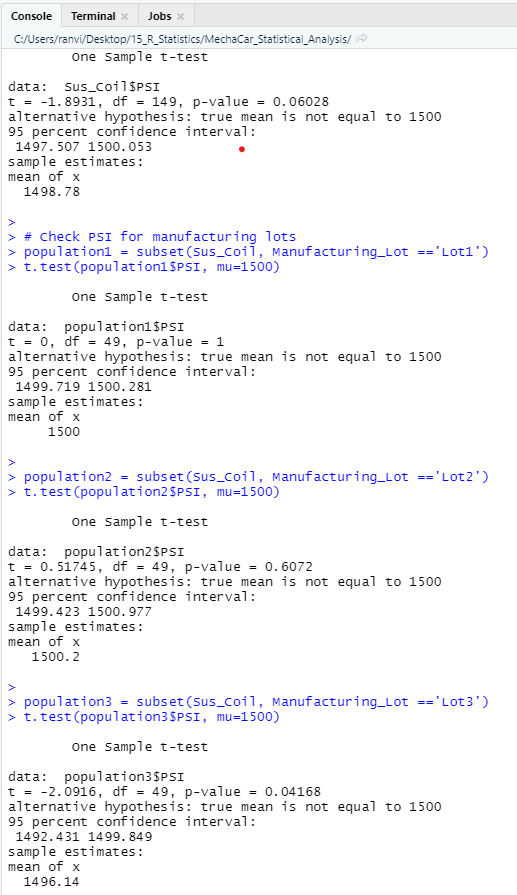 Console Terminal × Jobs ×
C:/Users/ranvi/Desktop/15_R_Statistics/MechaCar_Statistical_Analysis/
One Sample t-test
data: Sus_Coil$PSI
t = -1.8931, df = 149, p-value = 0.06028
alternative hypothesis: true mean is not equal to 1500
95 percent confidence interval:
1497.507 1500.053
sample estimates:
mean of x
1498.78
>
> # Check PSI for manufacturing lots
> population1 = subset(Sus_Coil, Manufacturing_Lot =='Lot1')
> t.test(population1$PSI, mu=1500)
One Sample t-test
data: population1$PSI
t = 0, df = 49, p-value = 1
alternative hypothesis: true mean is not equal to 1500
95 percent confidence interval:
1499.719 1500.281
sample estimates:
mean of x
1500
>
> population2 = subset(Sus_Coil, Manufacturing_Lot =='Lot2')
> t.test(population2$PSI, mu=1500)
One Sample t-test
data: population2$PSI
t = 0.51745, df = 49, p-value = 0.6072
alternative hypothesis: true mean is not equal to 1500
95 percent confidence interval:
1499.423 1500.977
sample estimates:
mean of x
1500.2
>
> population3 = subset(Sus_Coil, Manufacturing_Lot =='Lot3')
> t.test(population3$PSI, mu=1500)
One Sample t-test
data: population3$PSI
t = -2.0916, df = 49, p-value = 0.04168
alternative hypothesis: true mean is not equal to 1500
95 percent confidence interval:
1492.431 1499.849
sample estimates:
mean of x
1496.14